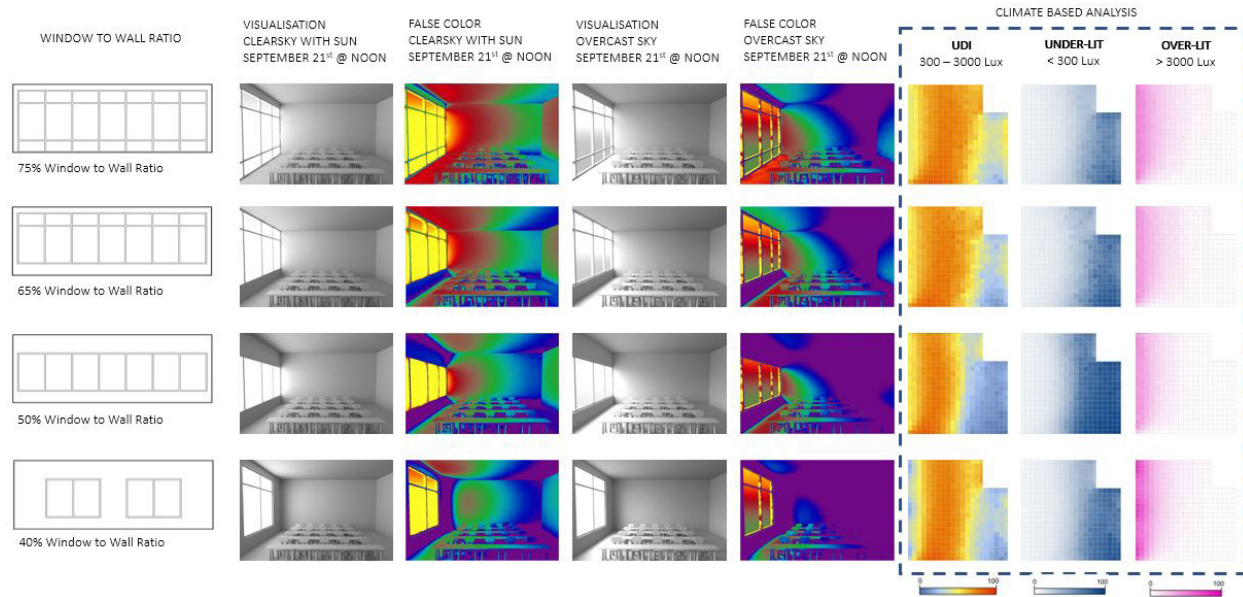 CLIMATE BASED ANALYSIS
WINDOW TO WALL RATIO
VISUALISATION
CLEARSKY WITH SUN
SEPTEMBER 21st @ NOON
FALSE COLOR
CLEARSKY WITH SUN
SEPTEMBER 21st @ NOON
VISUALISATION
OVERCAST SKY
SEPTEMBER 21st @ NOON
FALSE COLOR
OVERCAST SKY
SEPTEMBER 21st @ NOON
UDI
300 – 3000 Lux
UNDER-LIT
< 300 Lux
OVER-LIT
> 3000 Lux
75% Window to Wall Ratio
65% Window to Wall Ratio
50% Window to Wall Ratio
40% Window to Wall Ratio
0 100
0 100
0 100